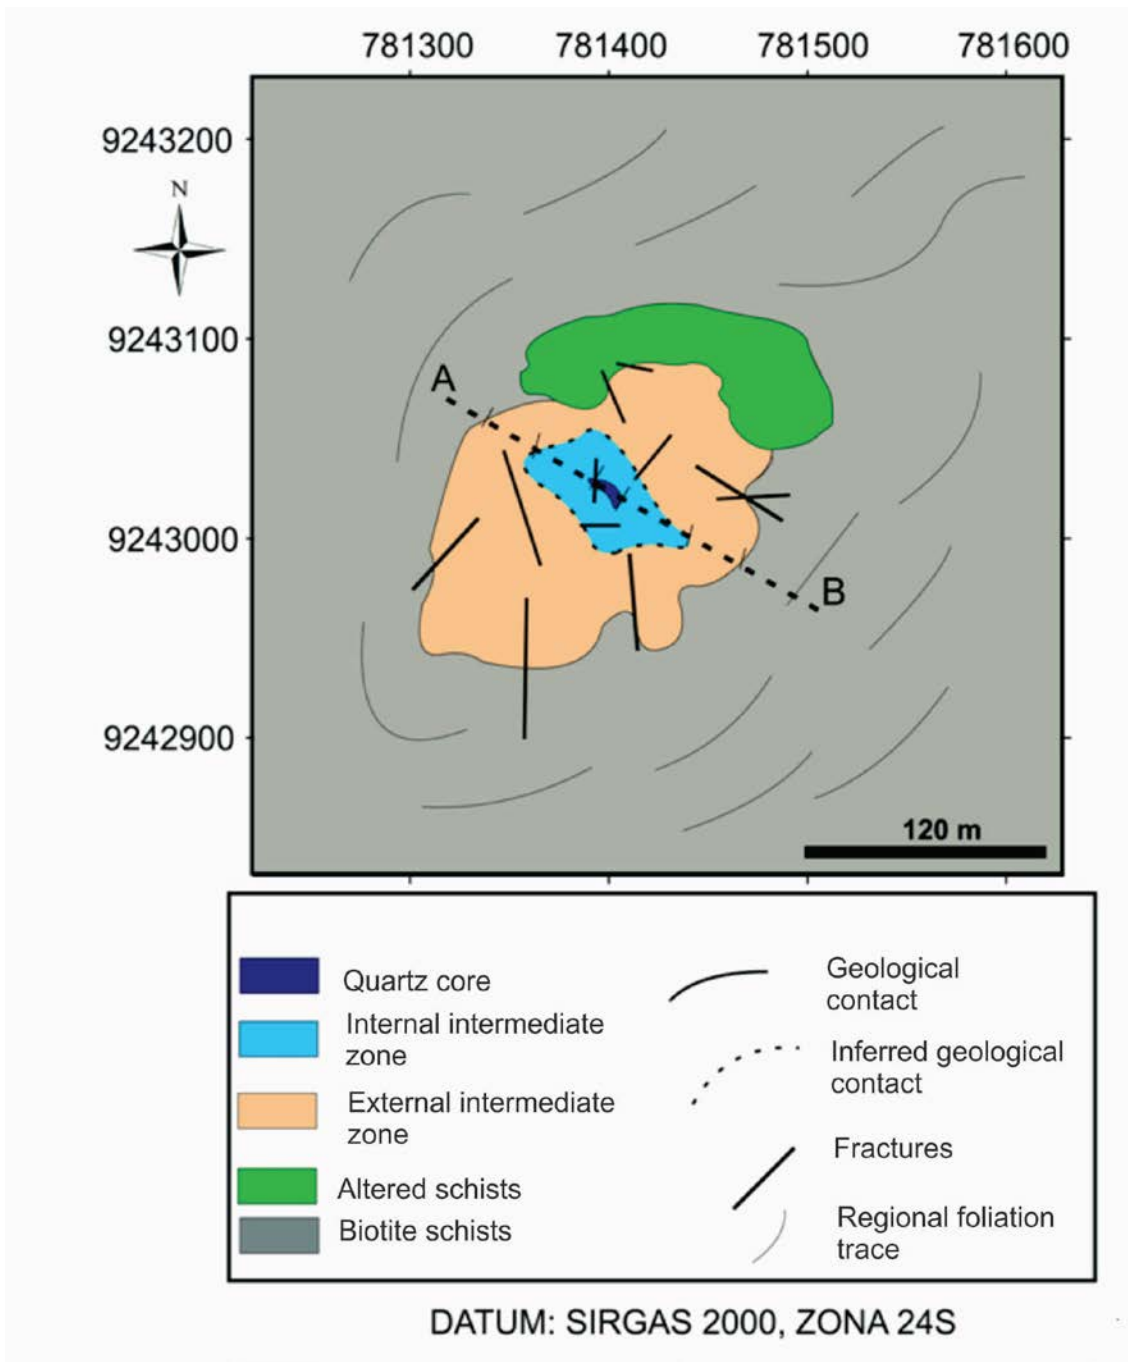 781300 781400 781500 781600
9243200
N
9243100
A
9243000
B
9242900
120 m
Quartz core
Internal intermediate
zone
External intermediate
zone
Altered schists
Biotite schists
Geological
contact
Inferred geological
contact
Fractures
Regional foliation
trace
DATUM: SIRGAS 2000, ZONA 24S